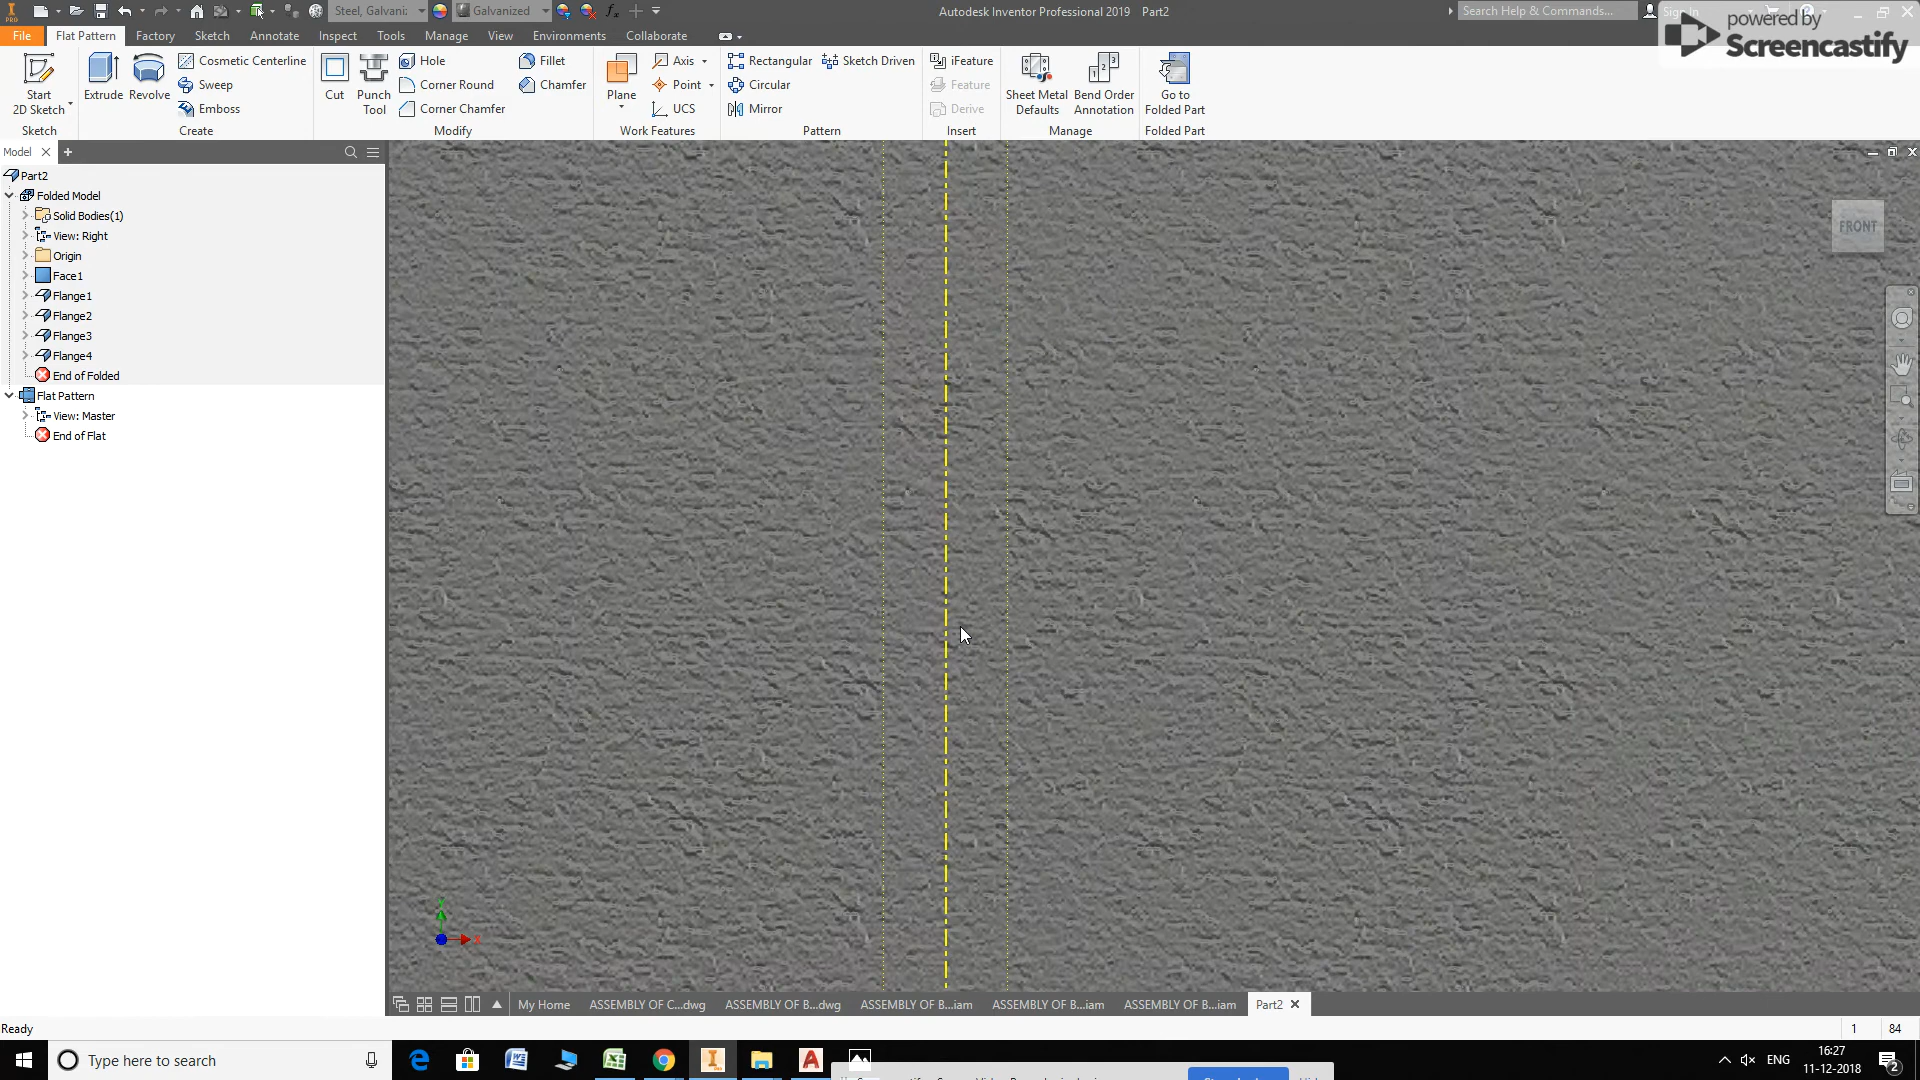 Steel, Galvani:
Galvanized
Autodesk Inventor Professional 2019 Part2
Search Help & Commands...
powered by
Screencastify
PRO
File
Flat Pattern
Factory
Sketch
Annotate
Inspect
Tools
Manage
View
Environments
Collaborate
Start
2D Sketch
Sketch
Extrude
Revolve
Cosmetic Centerline
Sweep
Emboss
Create
Cut
Punch
Tool
Hole
Corner Round
Corner Chamfer
Fillet
Chamfer
Modify
Plane
Axis
Point
UCS
Work Features
Rectangular
Circular
Mirror
Sketch Driven
Pattern
iFeature
Feature
Derive
Insert
Sheet Metal
Defaults
Bend Order
Annotation
Manage
Go to
Folded Part
Folded Part
Model
Part2
Folded Model
Solid Bodies(1)
View: Right
Origin
Face1
Flange1
Flange2
Flange3
Flange4
End of Folded
Flat Pattern
View: Master
End of Flat
FRONT
Y
X
My Home
ASSEMBLY OF C...dwg
ASSEMBLY OF B...dwg
ASSEMBLY OF B...iam
ASSEMBLY OF B...iam
ASSEMBLY OF B...iam
Part2
Ready
1
84
Type here to search
ENG
16:27
11-12-2018
2